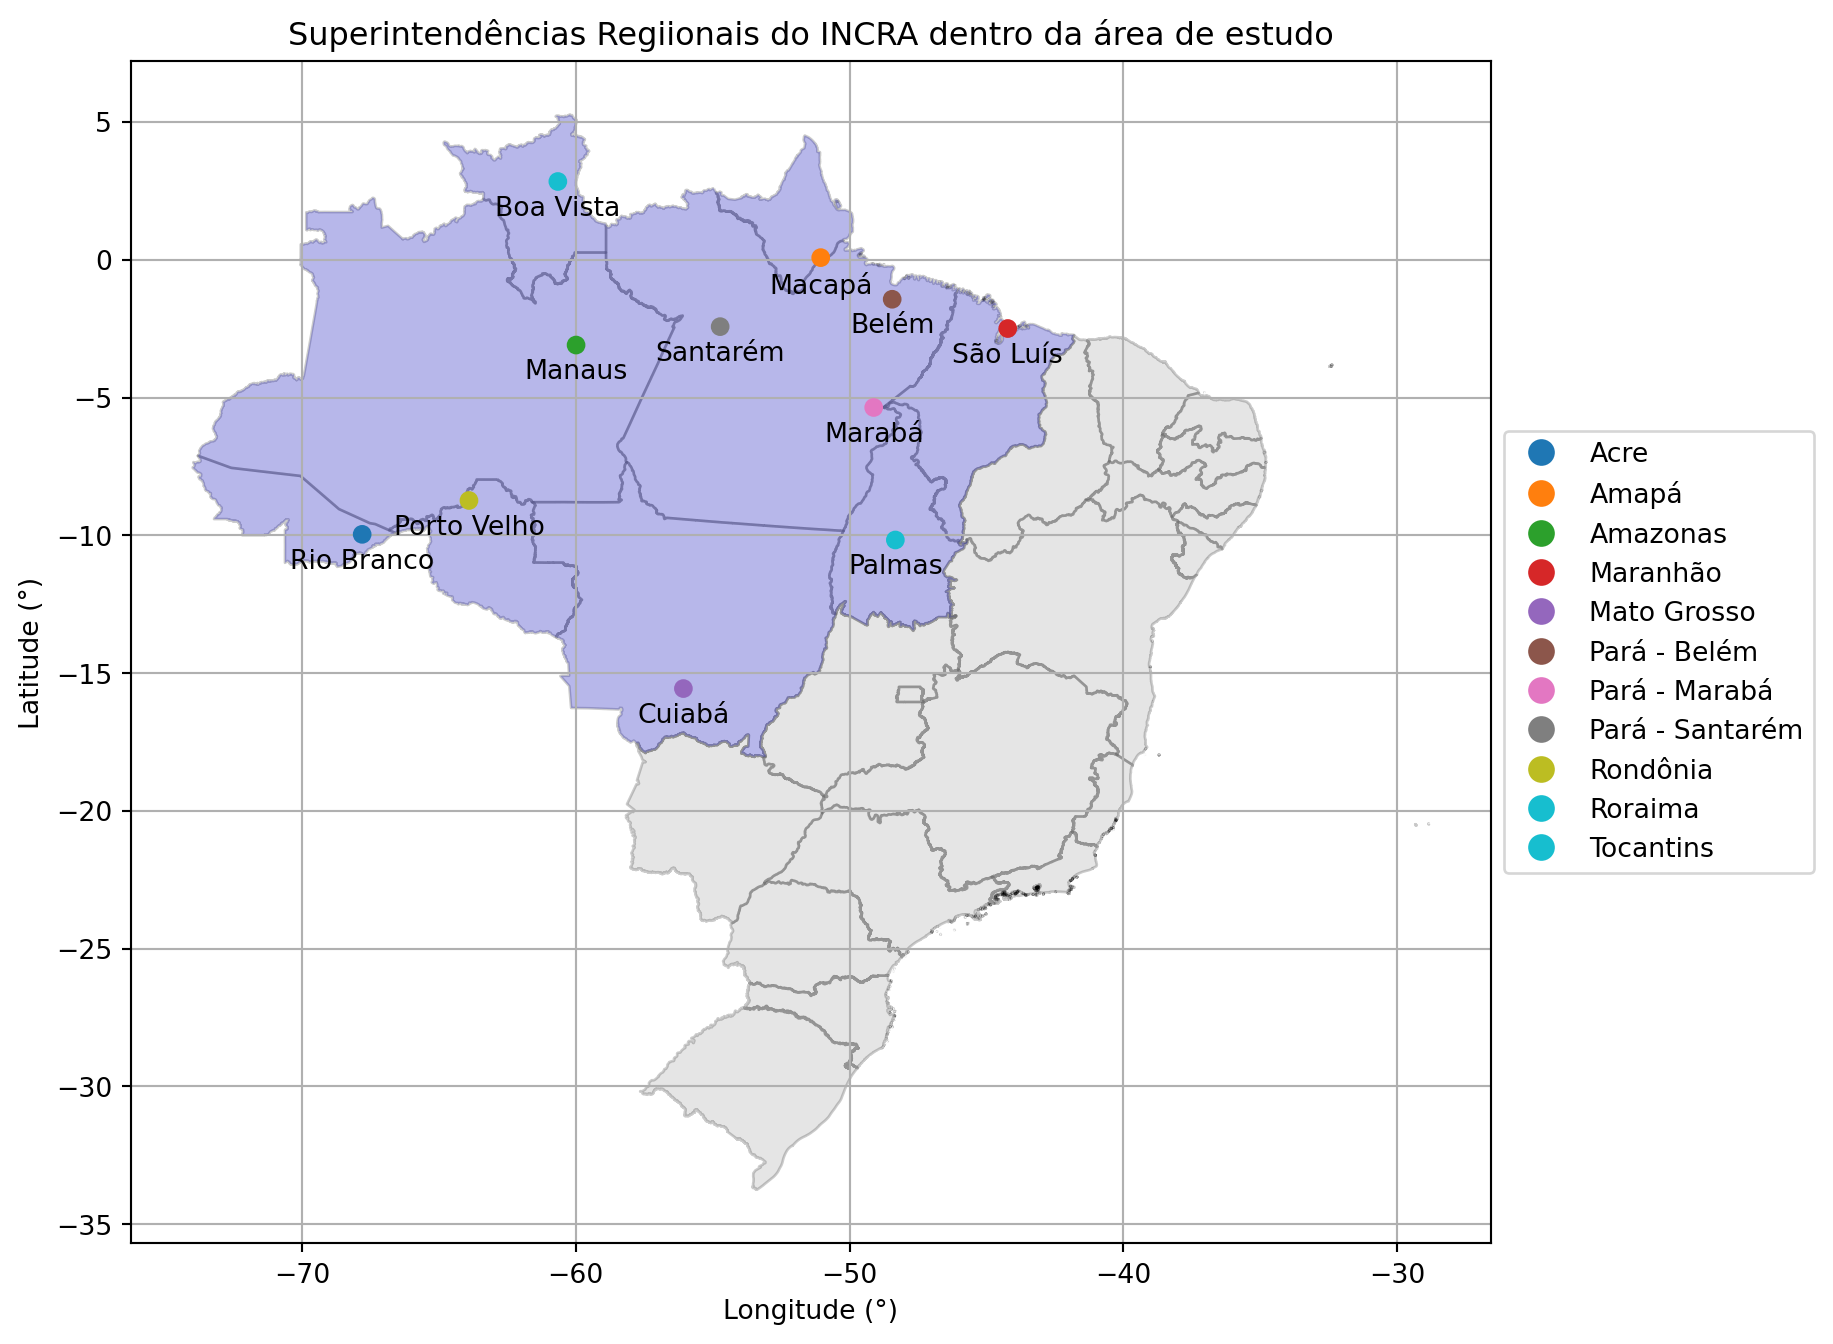 Superintendências Regiionais do INCRA dentro da área de estudo
5
0
−5
−10
−15
−20
−25
−30
−35
Latitude (°)
Boa Vista
Macapá
Belém
Santarém
São Luís
Manaus
Marabá
Porto Velho
Rio Branco
Palmas
Cuiabá
Acre
Amapá
Amazonas
Maranhão
Mato Grosso
Pará - Belém
Pará - Marabá
Pará - Santarém
Rondônia
Roraima
Tocantins
−70 −60 −50 −40 −30
Longitude (°)